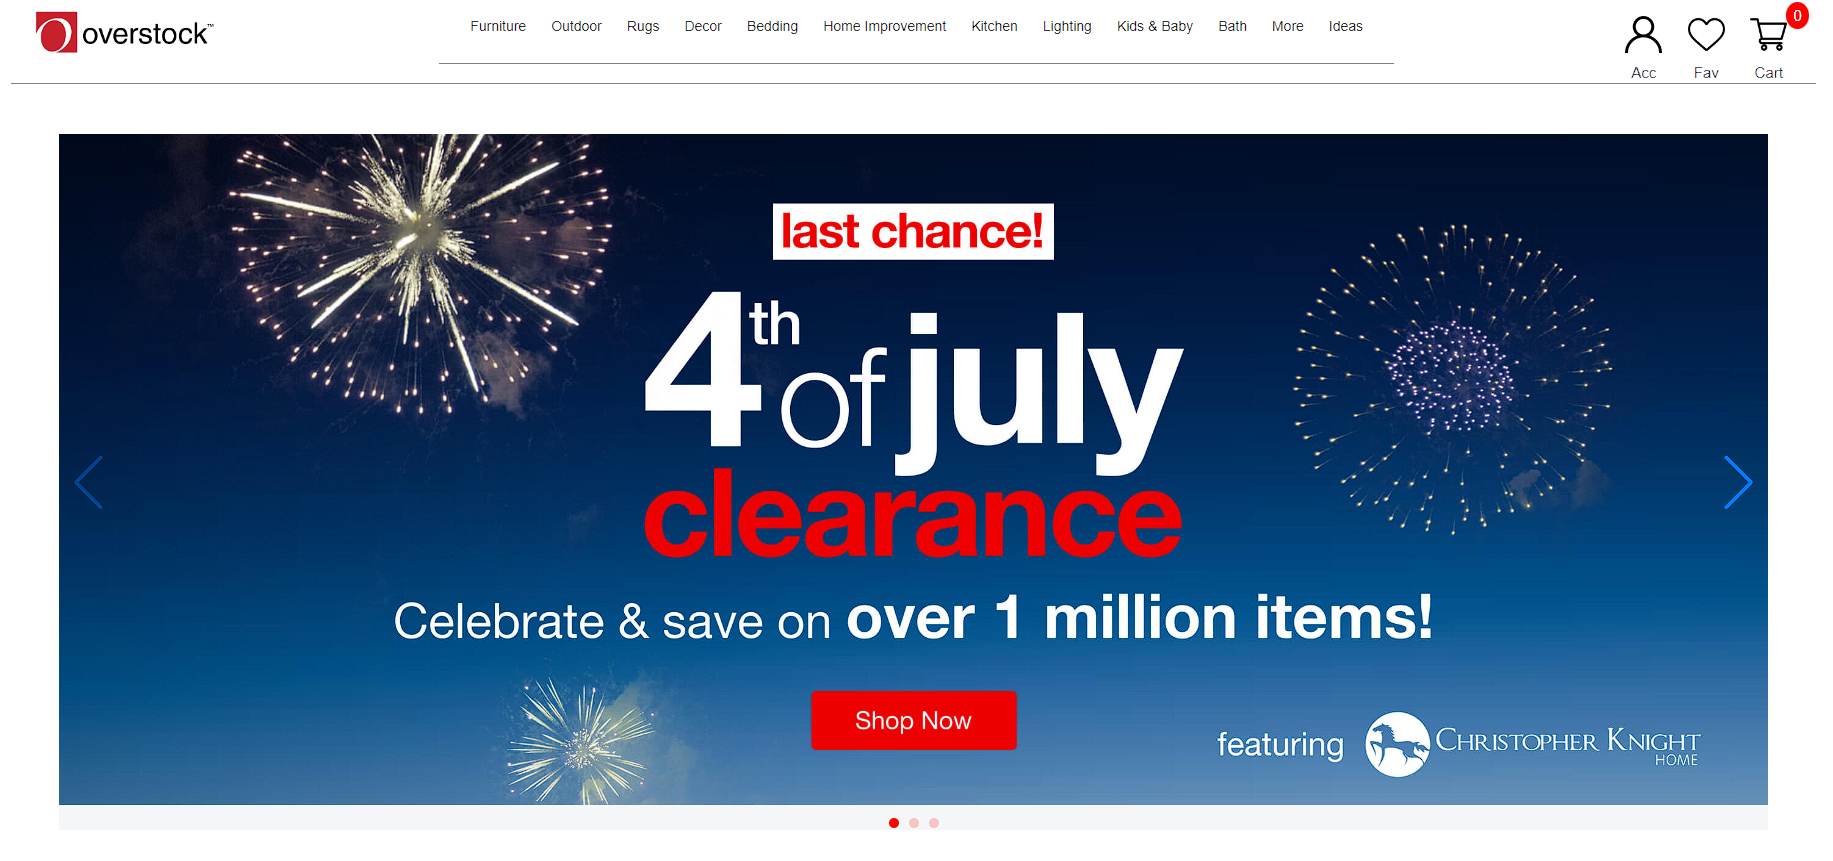 overstock™
Furniture Outdoor Rugs Decor Bedding Home Improvement Kitchen Lighting Kids & Baby Bath More Ideas
0
Acc Fav Cart
last chance!
4th of july
clearance
Celebrate & save on over 1 million items!
Shop Now
featuring CHRISTOPHER KNIGHT
HOME